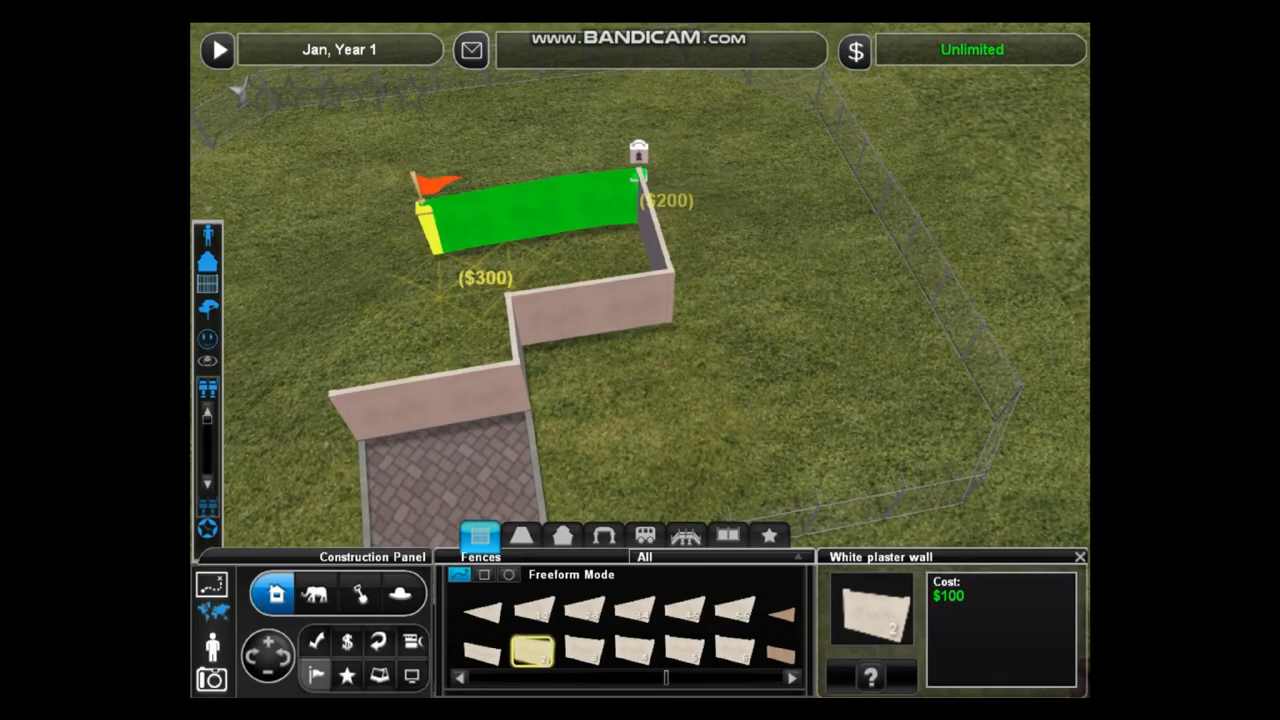 www.BANDICAM.com
Jan, Year 1
$
Unlimited
($200)
($300)
Construction Panel
Fences
All
White plaster wall
Freeform Mode
Cost:
$100
2
$
?